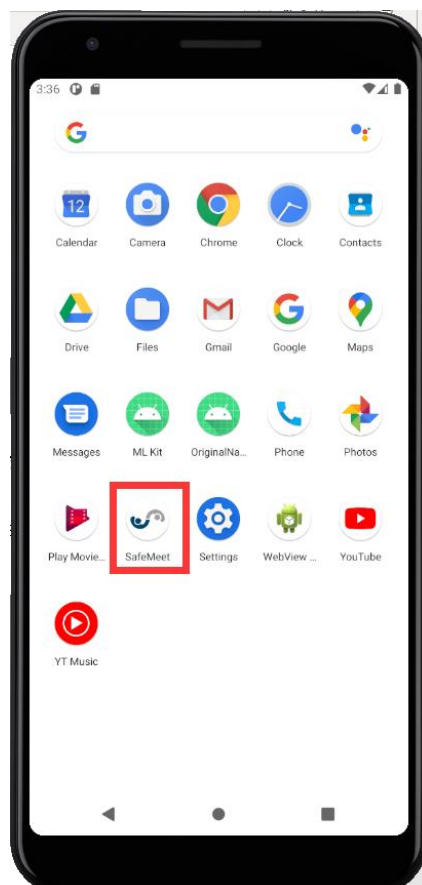 3:36
G
12
Calendar Camera Chrome Clock Contacts
Drive Files Gmail Google Maps
Messages ML Kit OriginalNa... Phone Photos
Play Movie... SafeMeet Settings WebView ... YouTube
YT Music